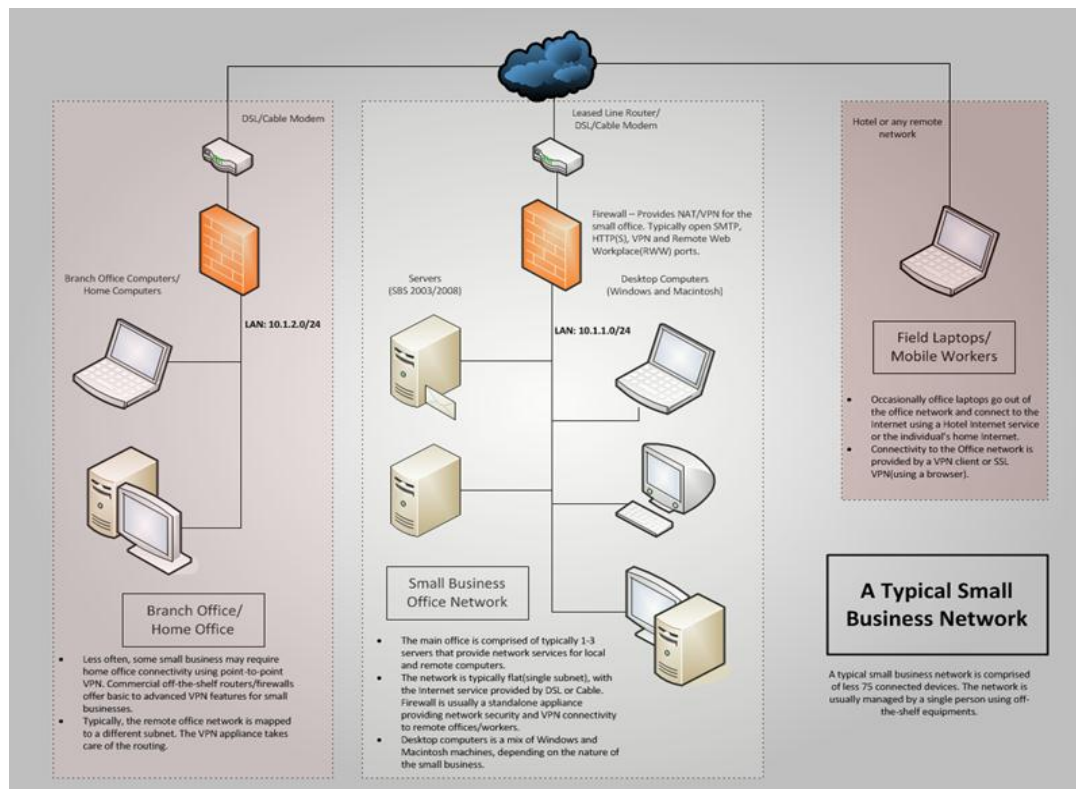 DSL/Cable Modem
Branch Office Computers/
Home Computers
LAN: 10.1.2.0/24
Branch Office/
Home Office
• Less often, some small business may require
home office connectivity using point-to-point
VPN. Commercial off-the-shelf routers/firewalls
offer basic to advanced VPN features for small
businesses.
• Typically, the remote office network is mapped
to a different subnet. The VPN appliance takes
care of the routing.
Leased Line Router/
DSL/Cable Modem
Firewall – Provides NAT/VPN for the
small office. Typically open SMTP,
HTTP(S), VPN and Remote Web
Workplace(RWW) ports.
Servers
(SBS 2003/2008)
Desktop Computers
(Windows and Macintosh)
LAN: 10.1.1.0/24
Small Business
Office Network
• The main office is comprised of typically 1-3
servers that provide network services for local
and remote computers.
• The network is typically flat(single subnet), with
the Internet service provided by DSL or Cable.
Firewall is usually a standalone appliance
providing network security and VPN connectivity
to remote offices/workers.
• Desktop computers is a mix of Windows and
Macintosh machines, depending on the nature of
the small business.
Hotel or any remote
network
Field Laptops/
Mobile Workers
• Occasionally office laptops go out of
the office network and connect to the
Internet using a Hotel Internet service
or the individual's home Internet.
• Connectivity to the Office network is
provided by a VPN client or SSL
VPN(using a browser).
A Typical Small
Business Network
A typical small business network is comprised
of less 75 connected devices. The network is
usually managed by a single person using off-
the-shelf equipments.